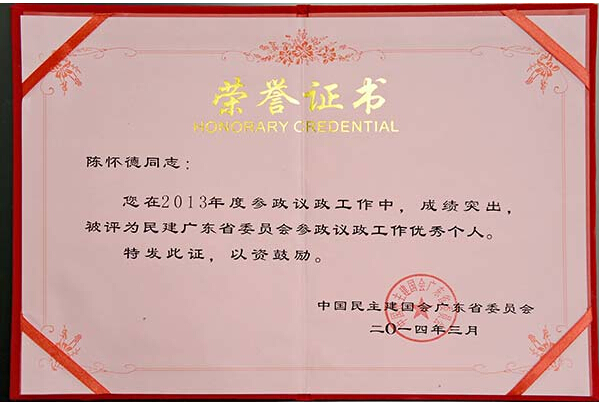 荣誉证书
HONORARY CREDENTIAL
陈怀德同志：
您在2013年度参政议政工作中，成绩突出，
被评为民建广东省委员会参政议政工作优秀个人。
特发此证，以资鼓励。
中国民主建国会广东省委员会
二〇一四年三月